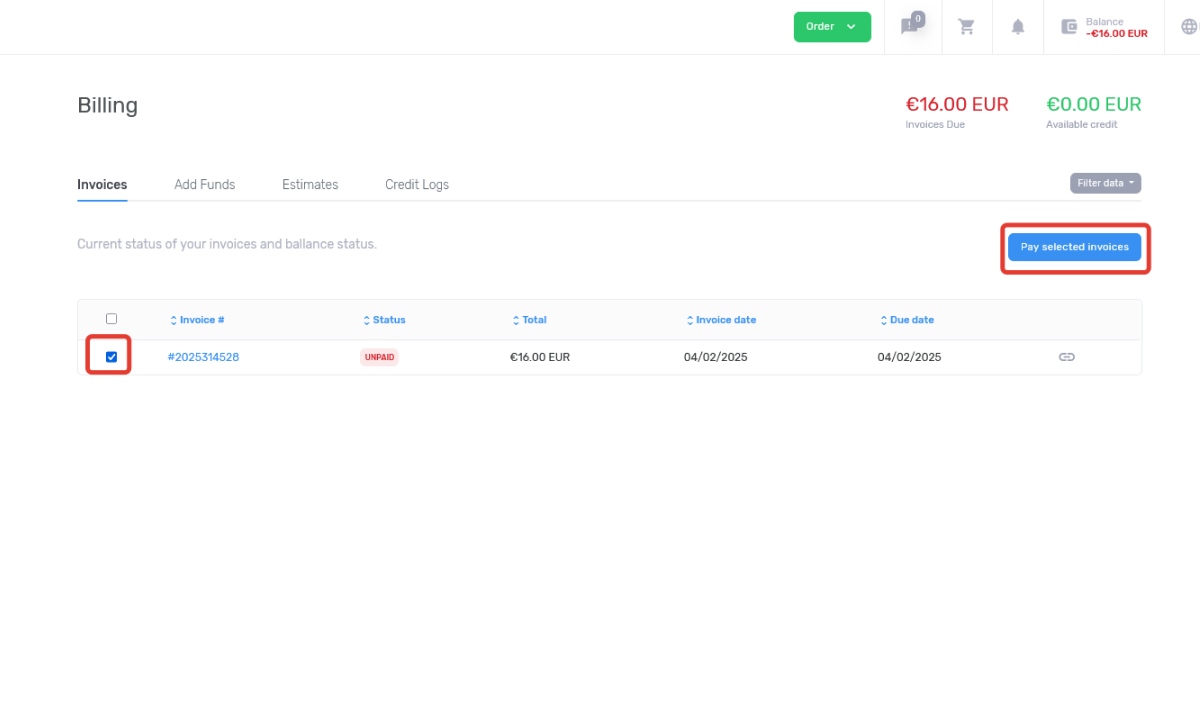 Order
0
Balance
-€16.00 EUR
Billing
€16.00 EUR
€0.00 EUR
Invoices Due
Available credit
Invoices
Add Funds
Estimates
Credit Logs
Filter data
Current status of your invoices and ballance status.
Pay selected invoices
Invoice #
Status
Total
Invoice date
Due date
#2025314528
UNPAID
€16.00 EUR
04/02/2025
04/02/2025